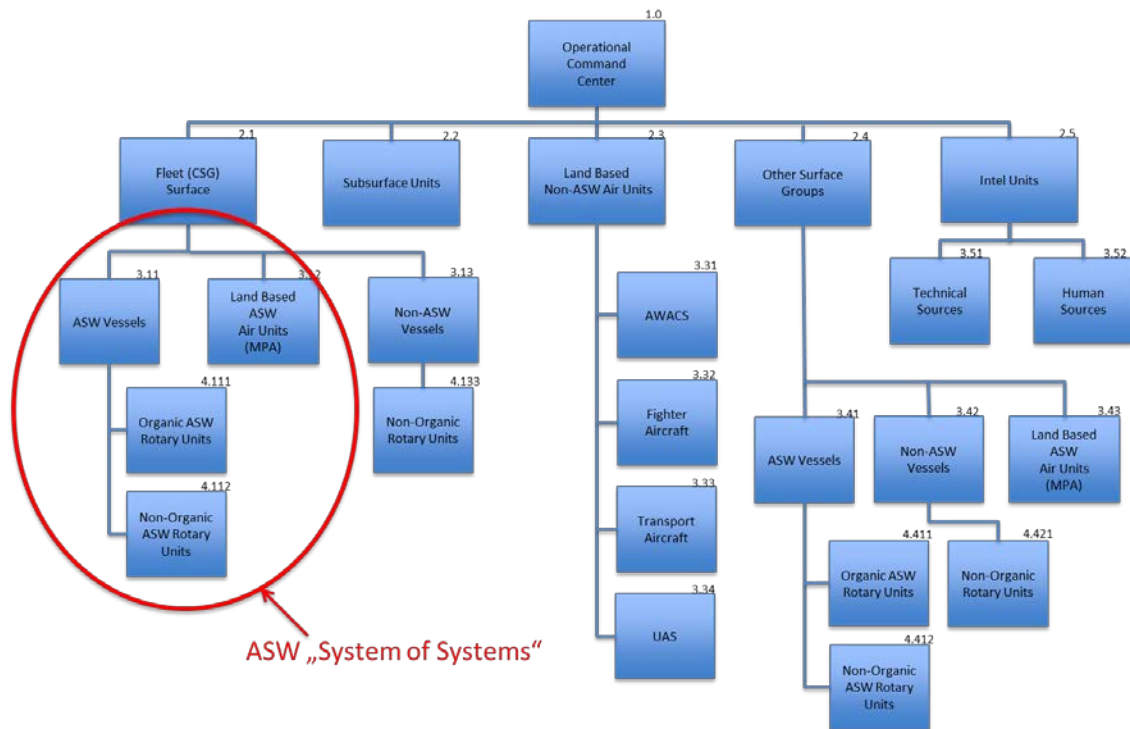 1.0
Operational
Command
Center
2.1
Fleet (CSG)
Surface
2.2
Subsurface Units
2.3
Land Based
Non-ASW Air Units
2.4
Other Surface
Groups
2.5
Intel Units
3.11
ASW Vessels
3.12
Land Based
ASW
Air Units
(MPA)
3.13
Non-ASW
Vessels
4.111
Organic ASW
Rotary Units
4.112
Non-Organic
ASW Rotary
Units
4.133
Non-Organic
Rotary Units
3.31
AWACS
3.32
Fighter
Aircraft
3.33
Transport
Aircraft
3.34
UAS
3.51
Technical
Sources
3.52
Human
Sources
3.41
ASW Vessels
3.42
Non-ASW
Vessels
3.43
Land Based
ASW
Air Units
(MPA)
4.411
Organic ASW
Rotary Units
4.421
Non-Organic
Rotary Units
4.412
Non-Organic
ASW Rotary
Units
ASW „System of Systems“